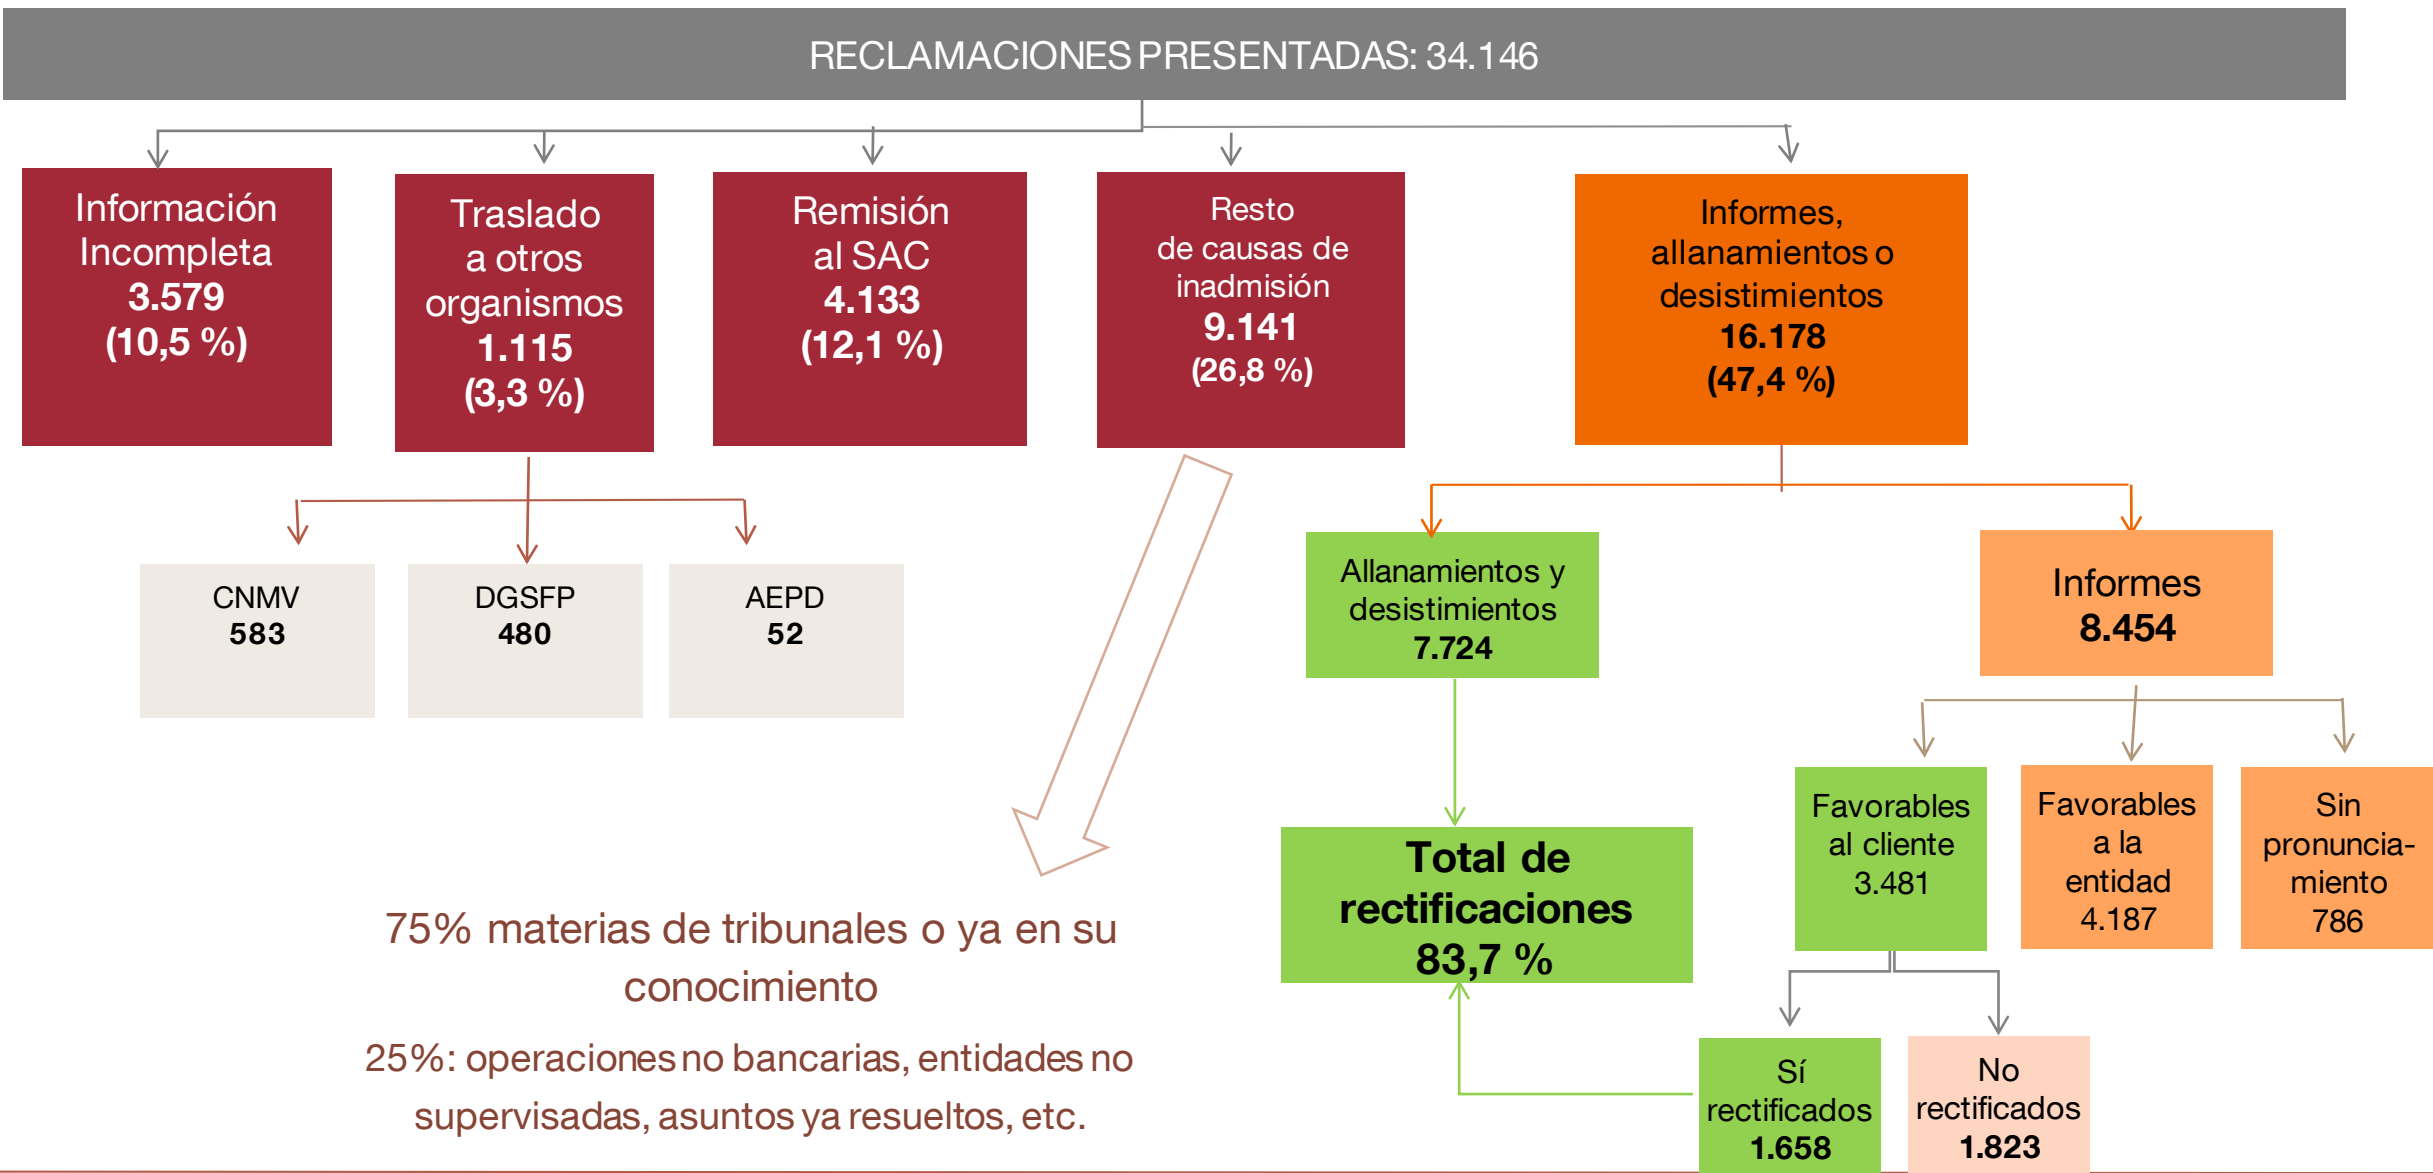 RECLAMACIONES PRESENTADAS: 34.146
Información
Incompleta
3.579
(10,5 %)
Traslado
a otros
organismos
1.115
(3,3 %)
Remisión
al SAC
4.133
(12,1 %)
Resto
de causas de
inadmisión
9.141
(26,8 %)
Informes,
allanamientos o
desistimientos
16.178
(47,4 %)
CNMV
583
DGSFP
480
AEPD
52
Allanamientos y
desistimientos
7.724
Informes
8.454
Favorables
al cliente
3.481
Favorables
a la
entidad
4.187
Sin
pronuncia-
miento
786
Total de
rectificaciones
83,7 %
75% materias de tribunales o ya en su
conocimiento
25%: operaciones no bancarias, entidades no
supervisadas, asuntos ya resueltos, etc.
Sí
rectificados
1.658
No
rectificados
1.823